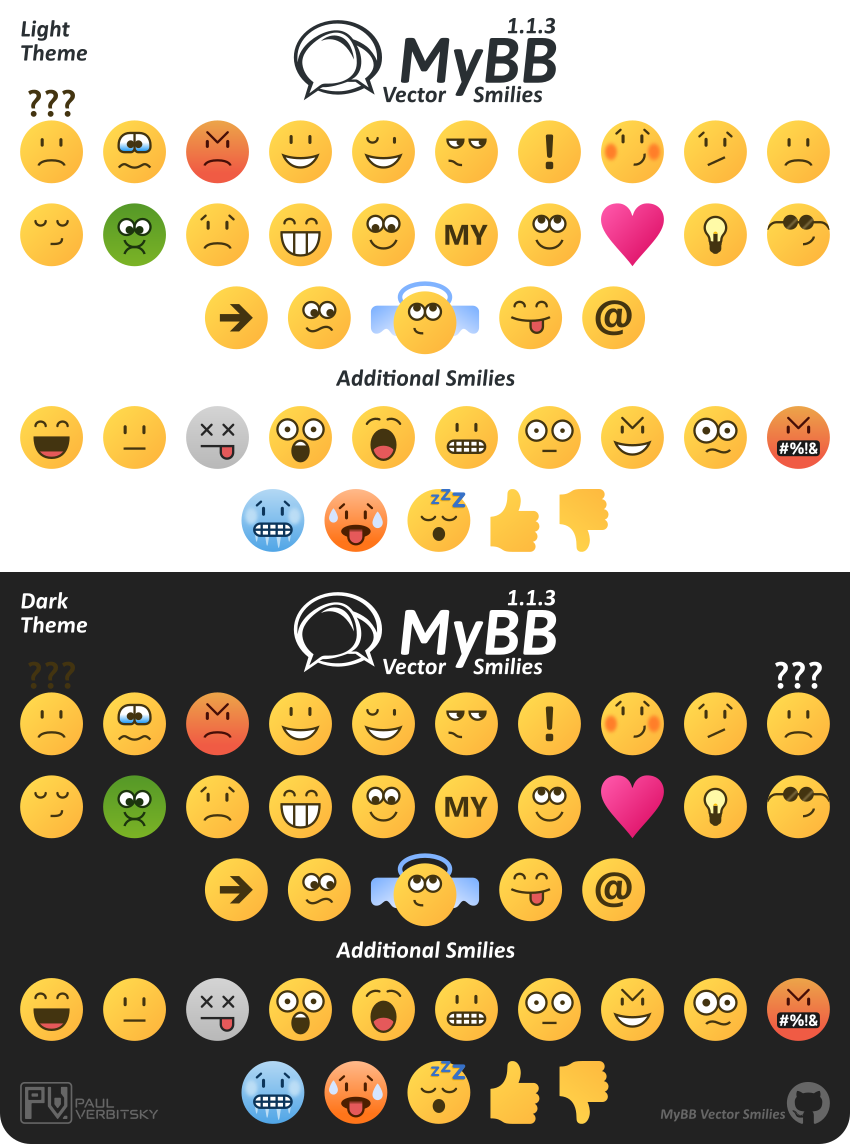 Light
Theme
1.1.3
MyBB
Vector Smilies
???
!
MY
@
Additional Smilies
#%!&
zzz
Dark
Theme
1.1.3
MyBB
Vector Smilies
??? ???
!
MY
@
Additional Smilies
#%!&
zzz
PV. PAUL
VERBITSKY
MyBB Vector Smilies